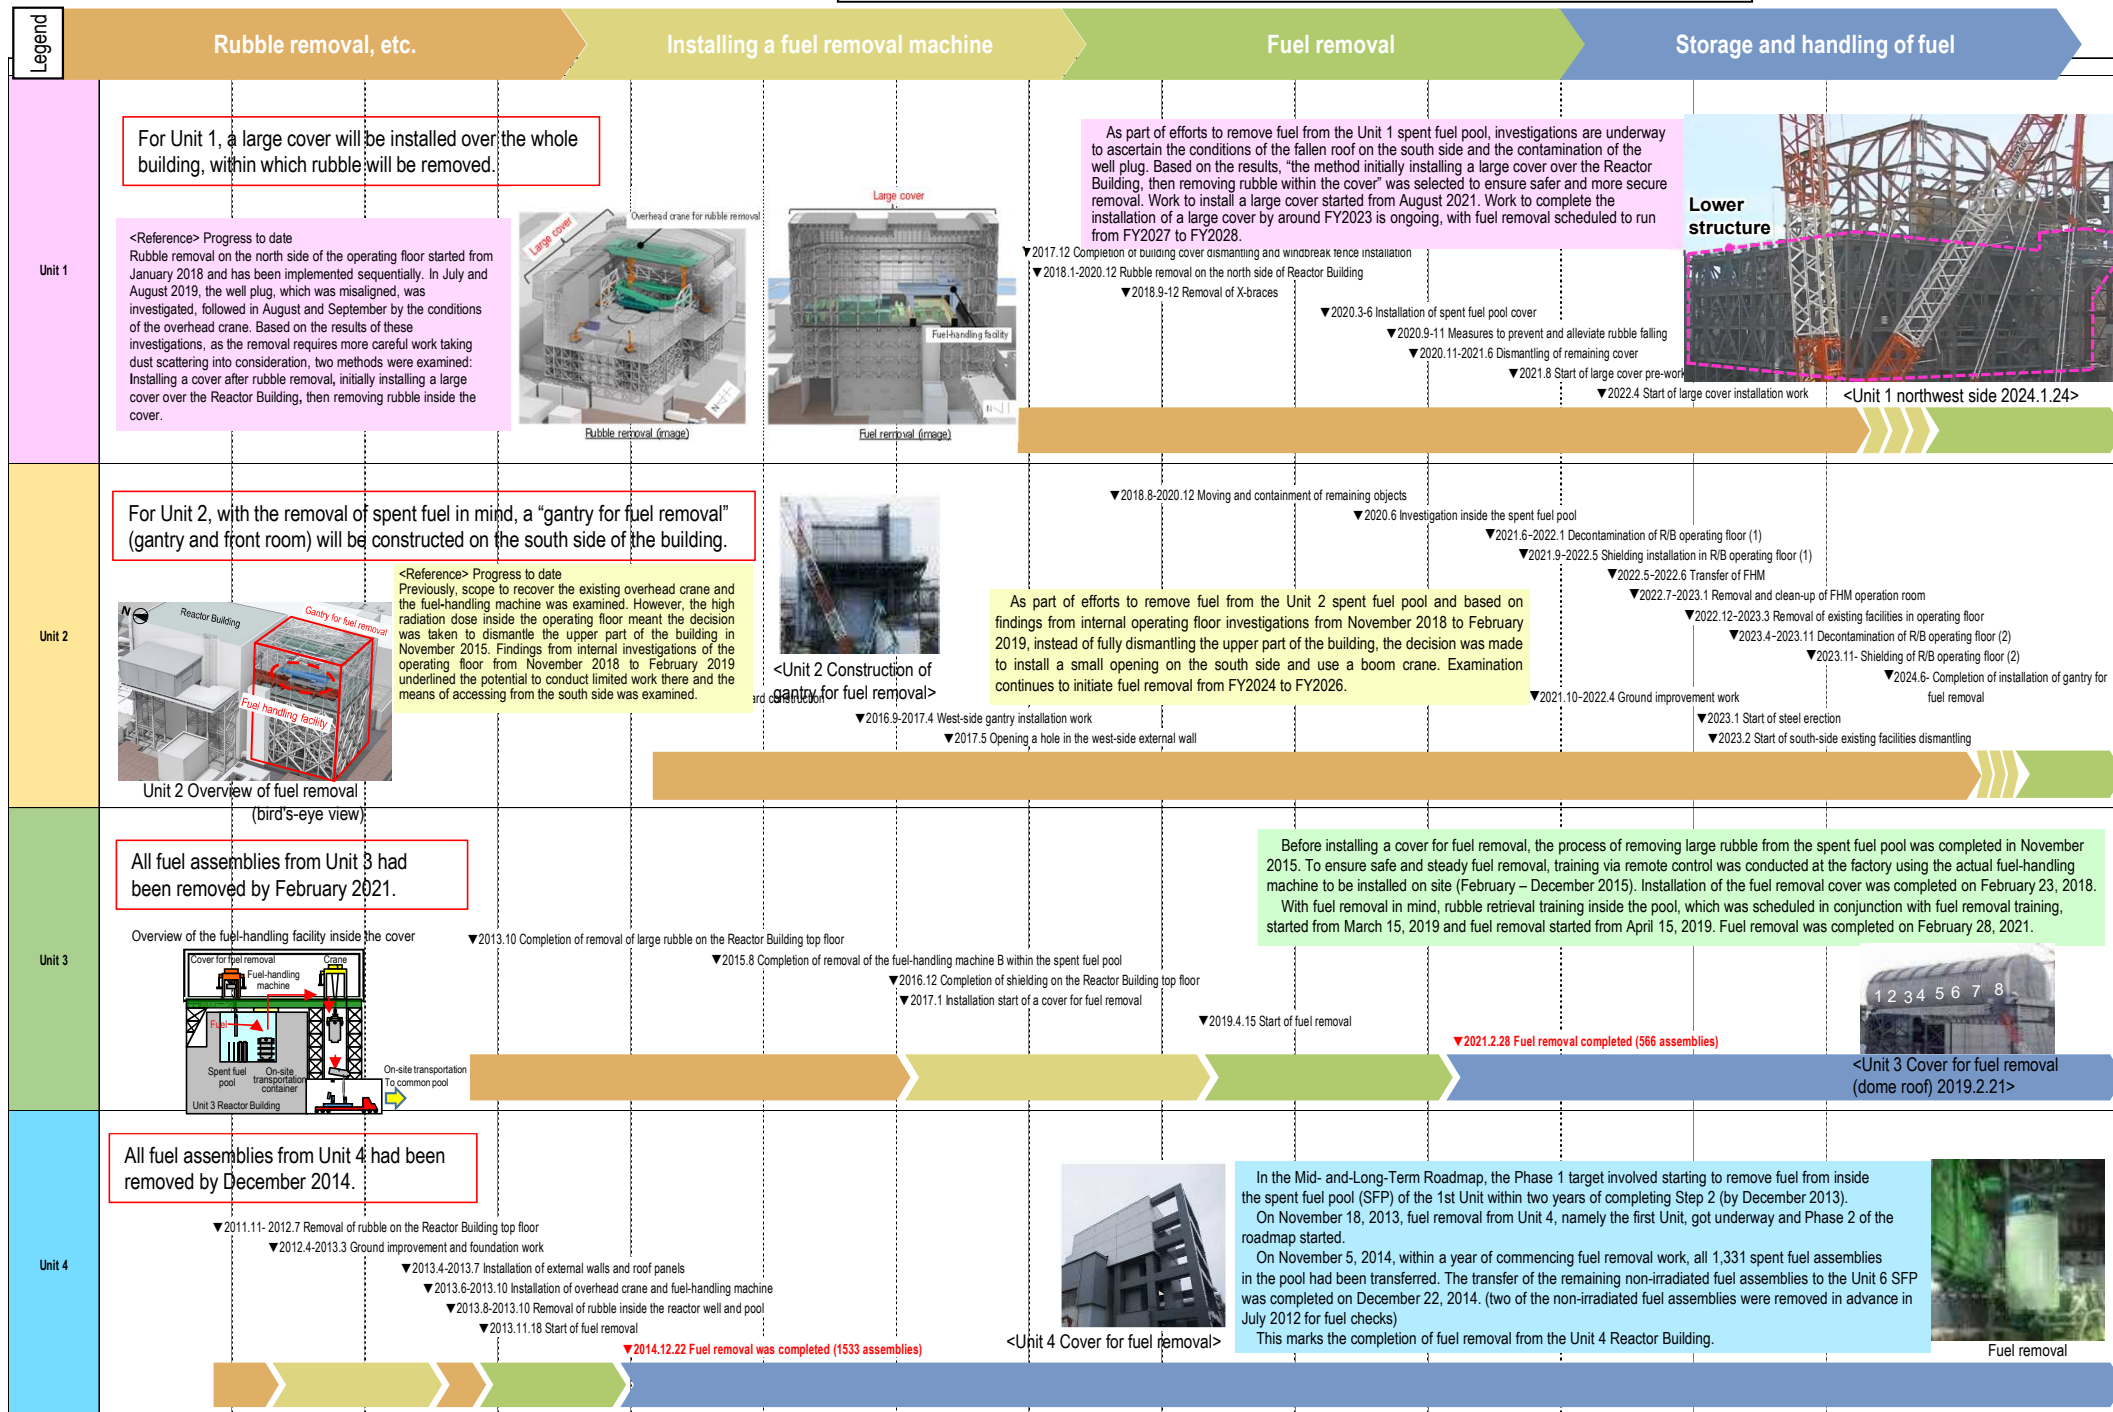 Legend
Rubble removal, etc.
Installing a fuel removal machine
Fuel removal
Storage and handling of fuel
Unit 1
For Unit 1, a large cover will be installed over the whole
building, within which rubble will be removed.
<Reference> Progress to date
Rubble removal on the north side of the operating floor started from
January 2018 and has been implemented sequentially. In July and
August 2019, the well plug, which was misaligned, was
investigated, followed in August and September by the conditions
of the overhead crane. Based on the results of these
investigations, as the removal requires more careful work taking
dust scattering into consideration, two methods were examined:
Installing a cover after rubble removal, initially installing a large
cover over the Reactor Building, then removing rubble inside the
cover.
Large cover
Overhead crane for rubble removal
Rubble removal (image)
Large cover
Fuel-handling facility
Fuel removal (image)
As part of efforts to remove fuel from the Unit 1 spent fuel pool, investigations are underway
to ascertain the conditions of the fallen roof on the south side and the contamination of the
well plug. Based on the results, “the method initially installing a large cover over the Reactor
Building, then removing rubble within the cover” was selected to ensure safer and more secure
removal. Work to install a large cover started from August 2021. Work to complete the
installation of a large cover by around FY2023 is ongoing, with fuel removal scheduled to run
from FY2027 to FY2028.
▼2017.12 Completion of building cover dismantling and windbreak fence installation
▼2018.1-2020.12 Rubble removal on the north side of Reactor Building
▼2018.9-12 Removal of X-braces
▼2020.3-6 Installation of spent fuel pool cover
▼2020.9-11 Measures to prevent and alleviate rubble falling
▼2020.11-2021.6 Dismantling of remaining cover
▼2021.8 Start of large cover pre-work
▼2022.4 Start of large cover installation work
Lower
structure
<Unit 1 northwest side 2024.1.24>
Unit 2
For Unit 2, with the removal of spent fuel in mind, a “gantry for fuel removal”
(gantry and front room) will be constructed on the south side of the building.
<Reference> Progress to date
Previously, scope to recover the existing overhead crane and
the fuel-handling machine was examined. However, the high
radiation dose inside the operating floor meant the decision
was taken to dismantle the upper part of the building in
November 2015. Findings from internal investigations of the
operating floor from November 2018 to February 2019
underlined the potential to conduct limited work there and the
means of accessing from the south side was examined.
N
Reactor Building
Gantry for fuel removal
Fuel handling facility
Unit 2 Overview of fuel removal
(bird's-eye view)
<Unit 2 Construction of
gantry for fuel removal>
ard construction
As part of efforts to remove fuel from the Unit 2 spent fuel pool and based on
findings from internal operating floor investigations from November 2018 to February
2019, instead of fully dismantling the upper part of the building, the decision was made
to install a small opening on the south side and use a boom crane. Examination
continues to initiate fuel removal from FY2024 to FY2026.
▼2016.9-2017.4 West-side gantry installation work
▼2017.5 Opening a hole in the west-side external wall
▼2018.8-2020.12 Moving and containment of remaining objects
▼2020.6 Investigation inside the spent fuel pool
▼2021.6-2022.1 Decontamination of R/B operating floor (1)
▼2021.9-2022.5 Shielding installation in R/B operating floor (1)
▼2022.5-2022.6 Transfer of FHM
▼2022.7-2023.1 Removal and clean-up of FHM operation room
▼2022.12-2023.3 Removal of existing facilities in operating floor
▼2023.4-2023.11 Decontamination of R/B operating floor (2)
▼2023.11- Shielding of R/B operating floor (2)
▼2024.6- Completion of installation of gantry for
fuel removal
▼2021.10-2022.4 Ground improvement work
▼2023.1 Start of steel erection
▼2023.2 Start of south-side existing facilities dismantling
Unit 3
All fuel assemblies from Unit 3 had
been removed by February 2021.
Overview of the fuel-handling facility inside the cover
Cover for fuel removal
Crane
Fuel-handling
machine
Fuel
Spent fuel
pool
On-site
transportation
container
Unit 3 Reactor Building
On-site transportation
To common pool
▼2013.10 Completion of removal of large rubble on the Reactor Building top floor
▼2015.8 Completion of removal of the fuel-handling machine B within the spent fuel pool
▼2016.12 Completion of shielding on the Reactor Building top floor
▼2017.1 Installation start of a cover for fuel removal
▼2019.4.15 Start of fuel removal
▼2021.2.28 Fuel removal completed (566 assemblies)
Before installing a cover for fuel removal, the process of removing large rubble from the spent fuel pool was completed in November
2015. To ensure safe and steady fuel removal, training via remote control was conducted at the factory using the actual fuel-handling
machine to be installed on site (February – December 2015). Installation of the fuel removal cover was completed on February 23, 2018.
With fuel removal in mind, rubble retrieval training inside the pool, which was scheduled in conjunction with fuel removal training,
started from March 15, 2019 and fuel removal started from April 15, 2019. Fuel removal was completed on February 28, 2021.
1 2 3 4 5 6 7 8
<Unit 3 Cover for fuel removal
(dome roof) 2019.2.21>
Unit 4
All fuel assemblies from Unit 4 had been
removed by December 2014.
▼2011.11- 2012.7 Removal of rubble on the Reactor Building top floor
▼2012.4-2013.3 Ground improvement and foundation work
▼2013.4-2013.7 Installation of external walls and roof panels
▼2013.6-2013.10 Installation of overhead crane and fuel-handling machine
▼2013.8-2013.10 Removal of rubble inside the reactor well and pool
▼2013.11.18 Start of fuel removal
▼2014.12.22 Fuel removal was completed (1533 assemblies)
<Unit 4 Cover for fuel removal>
In the Mid- and-Long-Term Roadmap, the Phase 1 target involved starting to remove fuel from inside
the spent fuel pool (SFP) of the 1st Unit within two years of completing Step 2 (by December 2013).
On November 18, 2013, fuel removal from Unit 4, namely the first Unit, got underway and Phase 2 of the
roadmap started.
On November 5, 2014, within a year of commencing fuel removal work, all 1,331 spent fuel assemblies
in the pool had been transferred. The transfer of the remaining non-irradiated fuel assemblies to the Unit 6 SFP
was completed on December 22, 2014. (two of the non-irradiated fuel assemblies were removed in advance in
July 2012 for fuel checks)
This marks the completion of fuel removal from the Unit 4 Reactor Building.
Fuel removal